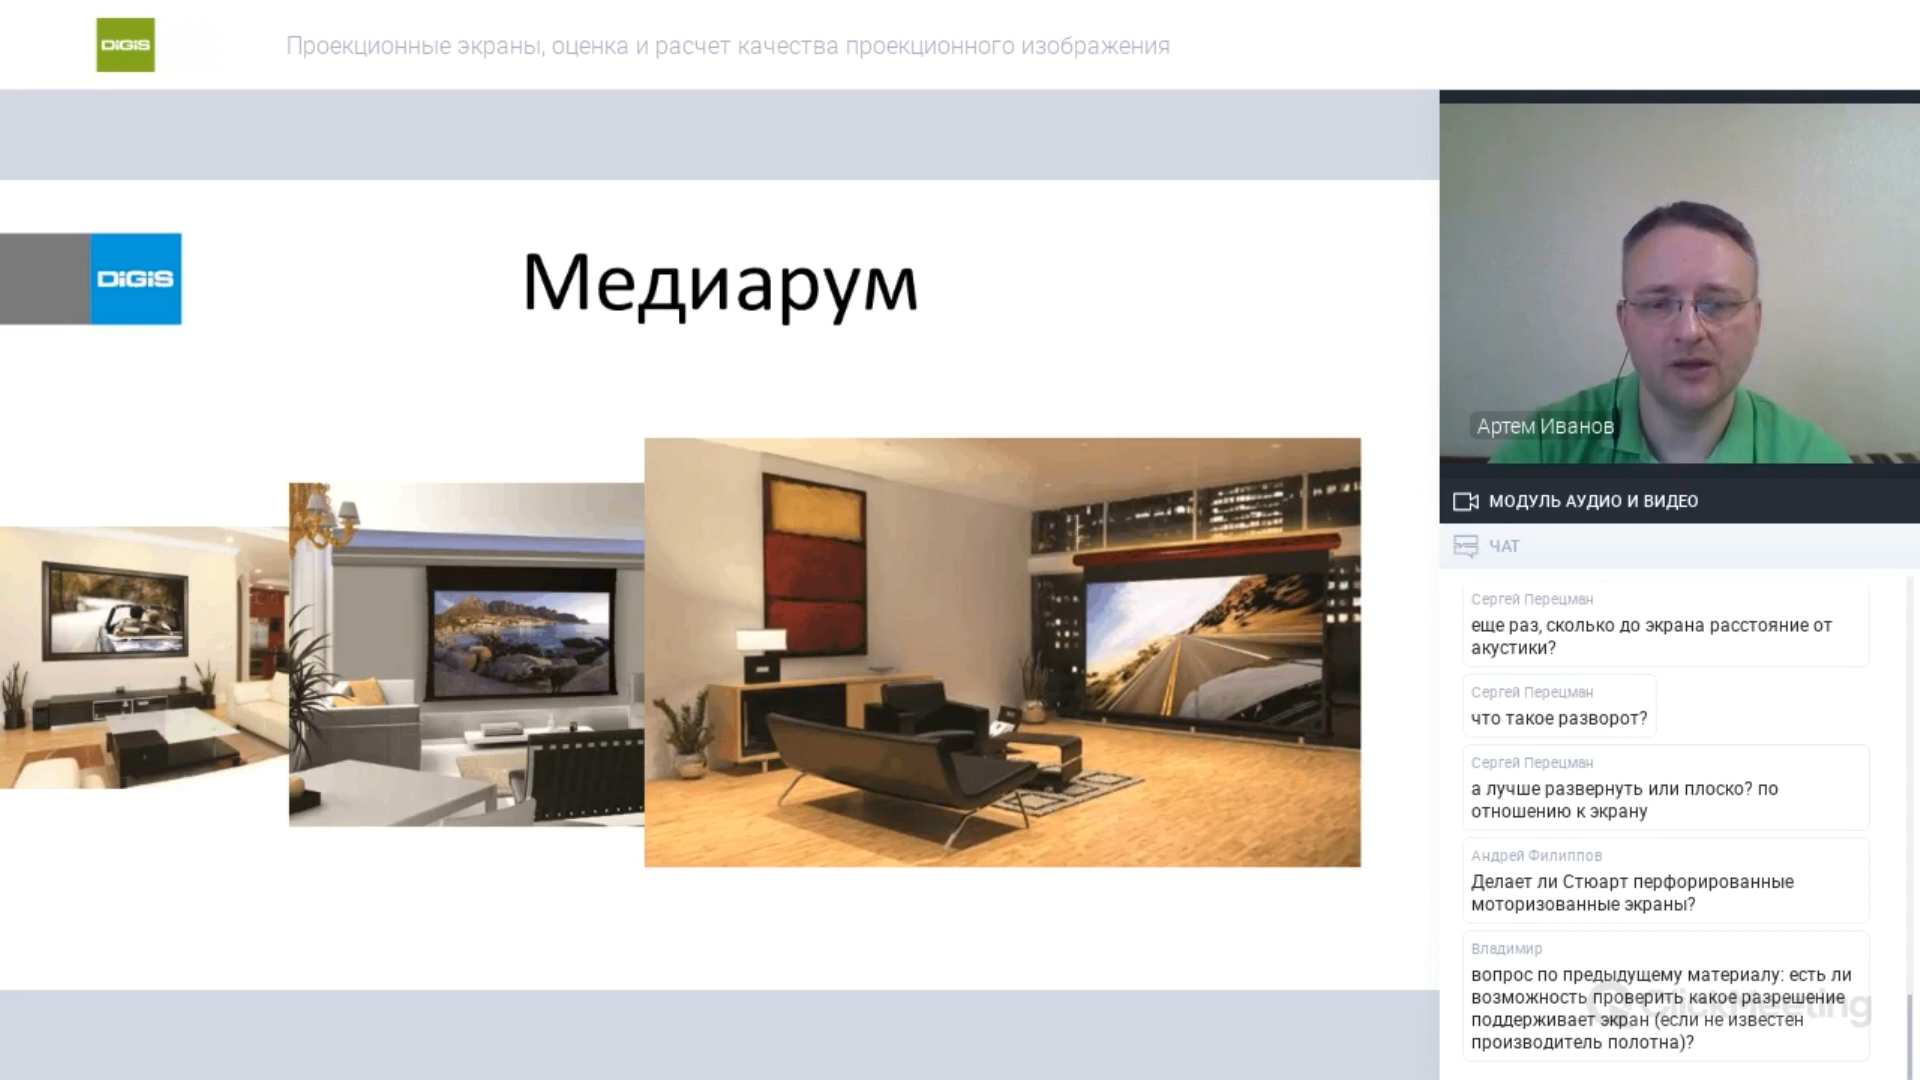 DiGiS
Проекционные экраны, оценка и расчет качества проекционного изображения
DiGiS
Медиарум
Артем Иванов
МОДУЛЬ АУДИО И ВИДЕО
ЧАТ
Сергей Перецман
еще раз, сколько до экрана расстояние от
акустики?
Сергей Перецман
что такое разворот?
Сергей Перецман
а лучше развернуть или плоско? по
отношению к экрану
Андрей Филиппов
Делает ли Стюарт перфорированные
моторизованные экраны?
Владимир
вопрос по предыдущему материалу: есть ли
возможность проверить какое разрешение
поддерживает экран (если не известен
производитель полотна)?
ClickMeeting